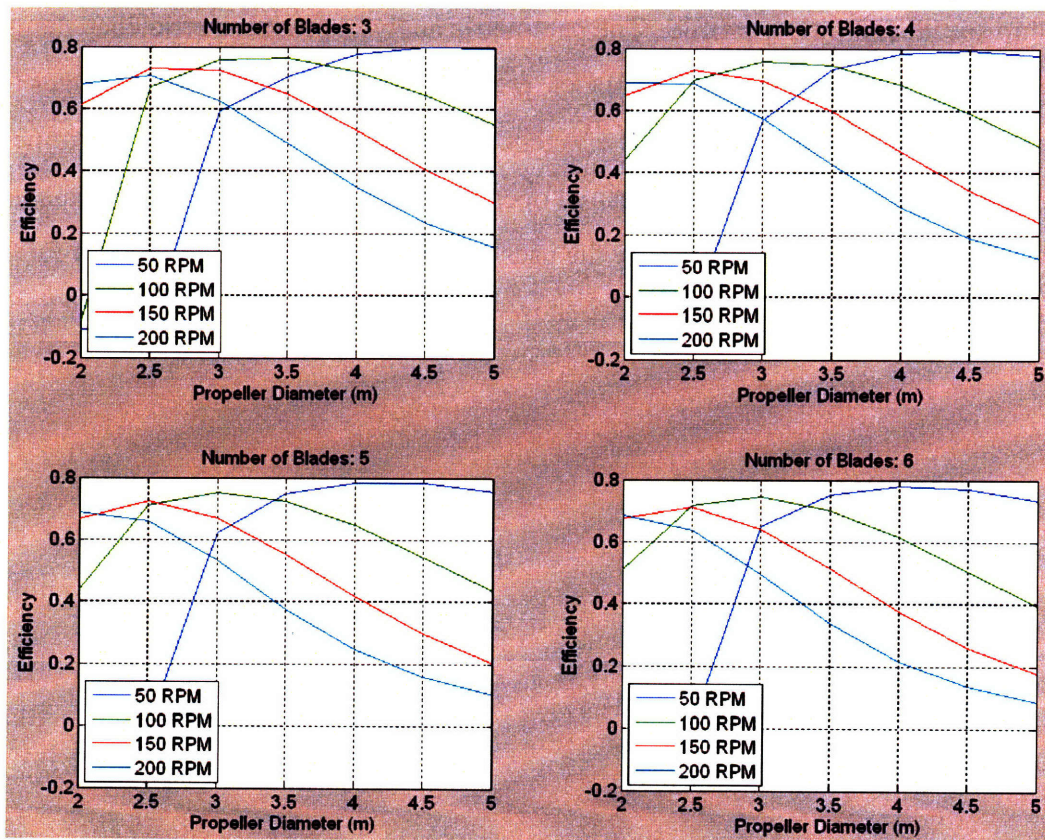 Number of Blades: 3
0.8
0.6
0.4
0.2
0
-0.2
Efficiency
50 RPM
100 RPM
150 RPM
200 RPM
2 2.5 3 3.5 4 4.5 5
Propeller Diameter (m)
Number of Blades: 4
0.8
0.6
0.4
0.2
0
-0.2
Efficiency
50 RPM
100 RPM
150 RPM
200 RPM
2 2.5 3 3.5 4 4.5 5
Propeller Diameter (m)
Number of Blades: 5
0.8
0.6
0.4
0.2
0
-0.2
Efficiency
50 RPM
100 RPM
150 RPM
200 RPM
2 2.5 3 3.5 4 4.5 5
Propeller Diameter (m)
Number of Blades: 6
0.8
0.6
0.4
0.2
0
-0.2
Efficiency
50 RPM
100 RPM
150 RPM
200 RPM
2 2.5 3 3.5 4 4.5 5
Propeller Diameter (m)